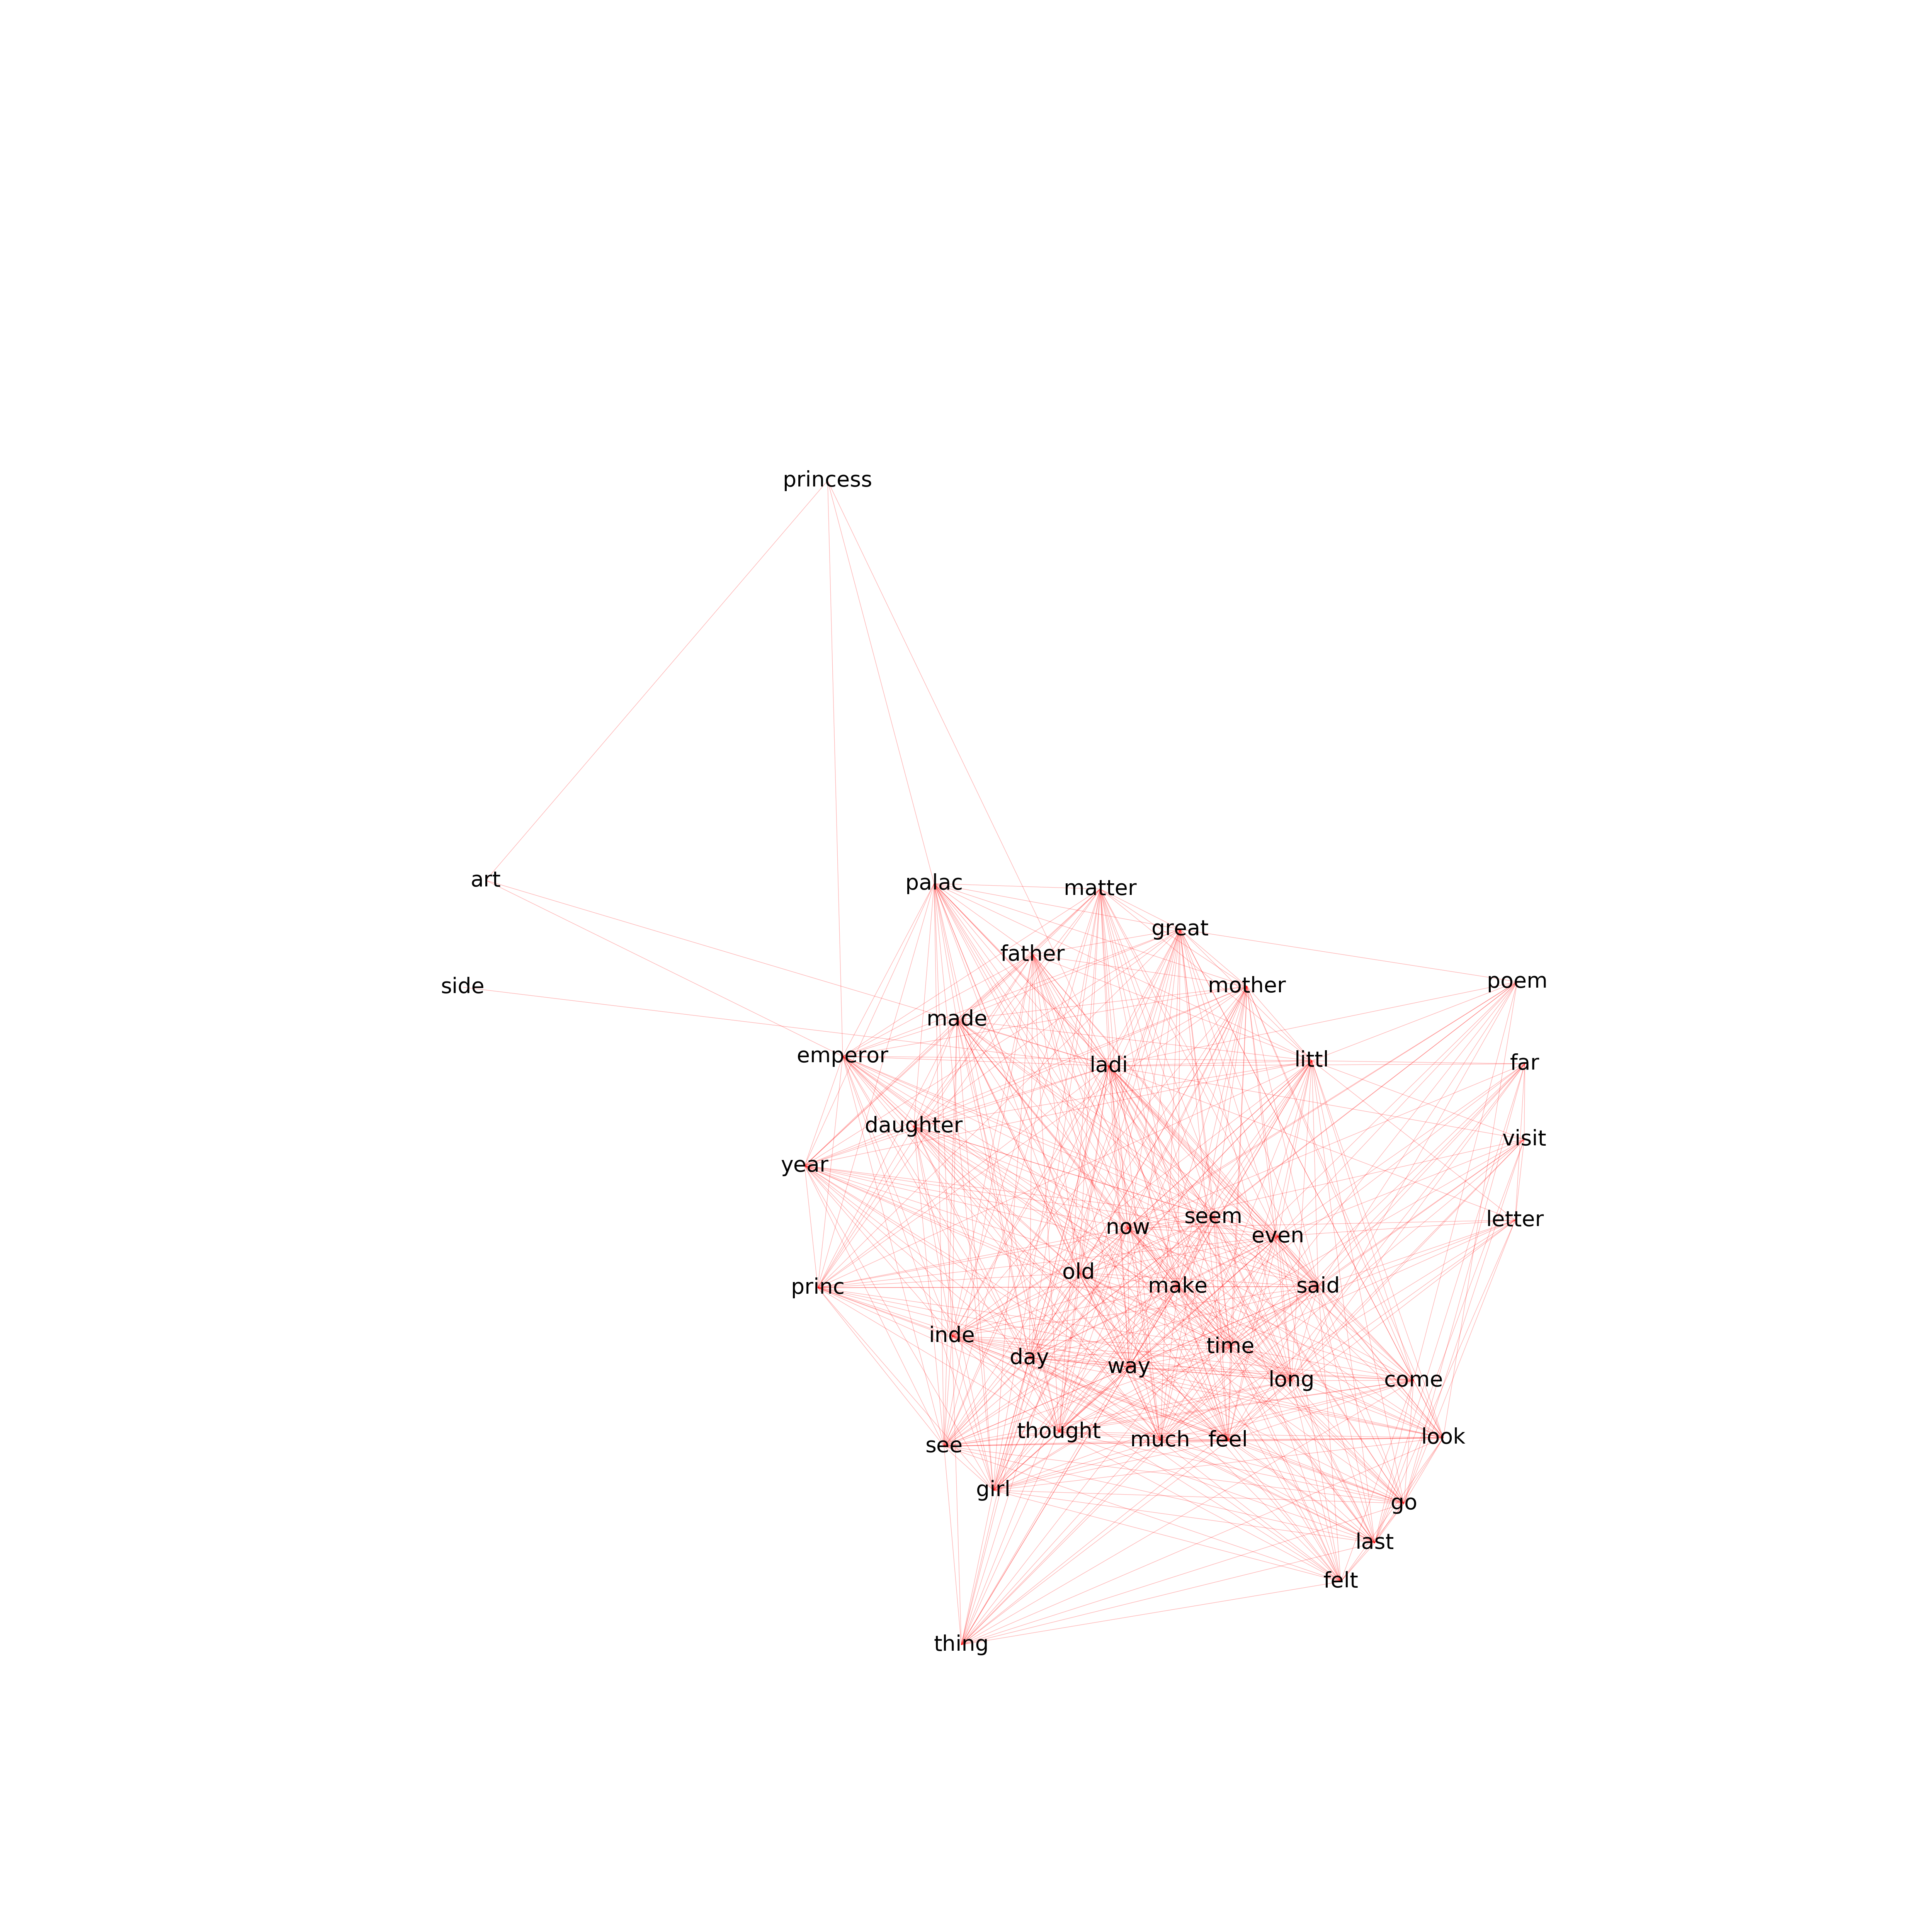 princess
art
palac
matter
great
father
side
mother
poem
made
emperor
ladi
littl
far
daughter
visit
year
now
seem
letter
even
old
princ
make
said
inde
day
way
time
long
come
thought
see
much
feel
look
girl
go
last
felt
thing